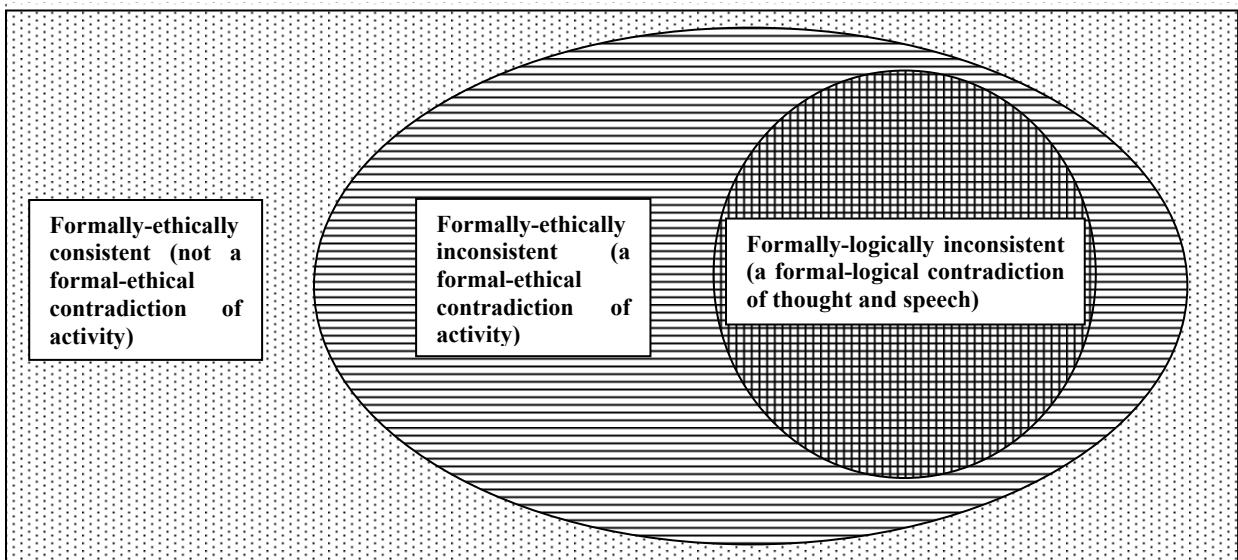 Formally-ethically
consistent (not a
formal-ethical
contradiction of
activity)
Formally-ethically
inconsistent (a
formal-ethical
contradiction of
activity)
Formally-logically inconsistent
(a formal-logical contradiction
of thought and speech)